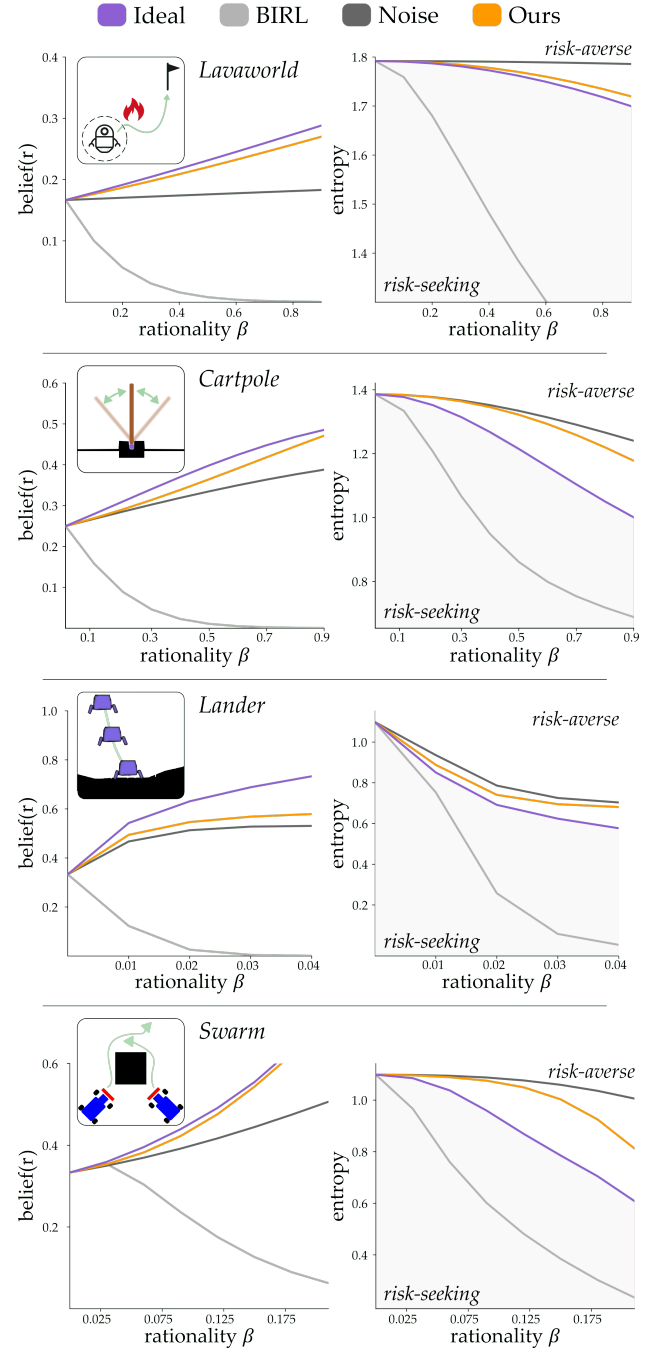 Ideal BIRL Noise Ours
Lavaworld
belief(r)
0.4
0.3
0.2
0.1
0.2 0.4 0.6 0.8
rationality β
risk-averse
entropy
1.8
1.7
1.6
1.5
1.4
risk-seeking
0.2 0.4 0.6 0.8
rationality β
Cartpole
belief(r)
0.6
0.5
0.4
0.3
0.2
0.1
0.1 0.3 0.5 0.7 0.9
rationality β
risk-averse
entropy
1.4
1.2
1.0
0.8
risk-seeking
0.1 0.3 0.5 0.7 0.9
rationality β
Lander
belief(r)
1.0
0.8
0.6
0.4
0.2
0.01 0.02 0.03 0.04
rationality β
risk-averse
entropy
1.0
0.8
0.6
0.4
0.2
risk-seeking
0.01 0.02 0.03 0.04
rationality β
Swarm
belief(r)
0.6
0.4
0.2
0.025 0.075 0.125 0.175
rationality β
risk-averse
entropy
1.0
0.8
0.6
0.4
risk-seeking
0.025 0.075 0.125 0.175
rationality β